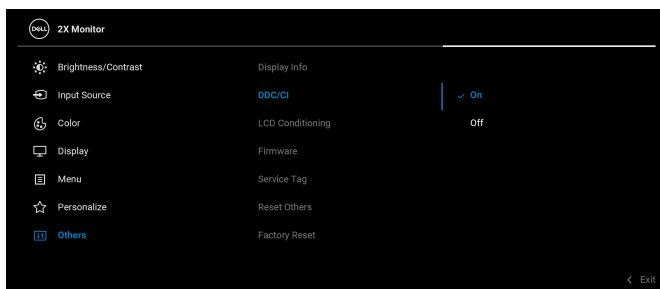 DELL 2X Monitor
Brightness/Contrast Display Info
Input Source DDC/CI On
Color LCD Conditioning Off
Display Firmware
Menu Service Tag
Personalize Reset Others
Others Factory Reset
Exit